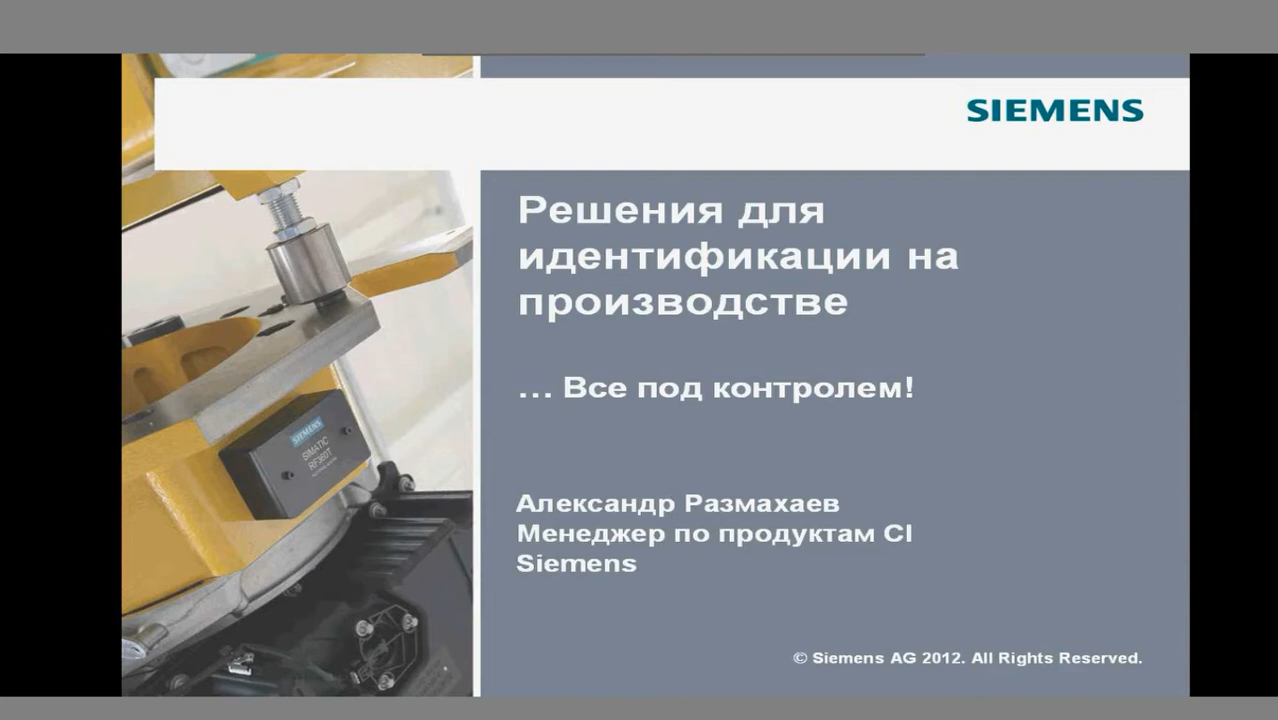 SIEMENS
Решения для
идентификации на
производстве
... Все под контролем!
SIEMENS
SIMATIC
RF360T
Александр Размахаев
Менеджер по продуктам CI
Siemens
© Siemens AG 2012. All Rights Reserved.